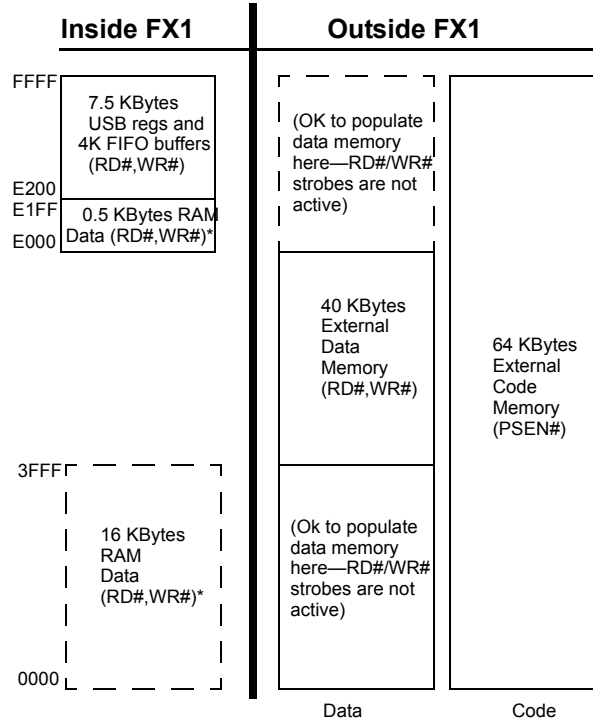 Inside FX1
Outside FX1
FFFF
7.5 KBytes
USB regs and
4K FIFO buffers
(RD#,WR#)
E200
E1FF
0.5 KBytes RAM
Data (RD#,WR#)*
E000
(OK to populate
data memory
here—RD#/WR#
strobes are not
active)
40 KBytes
External
Data
Memory
(RD#,WR#)
64 KBytes
External
Code
Memory
(PSEN#)
3FFF
16 KBytes
RAM
Data
(RD#,WR#)*
(Ok to populate
data memory
here—RD#/WR#
strobes are not
active)
0000
Data
Code